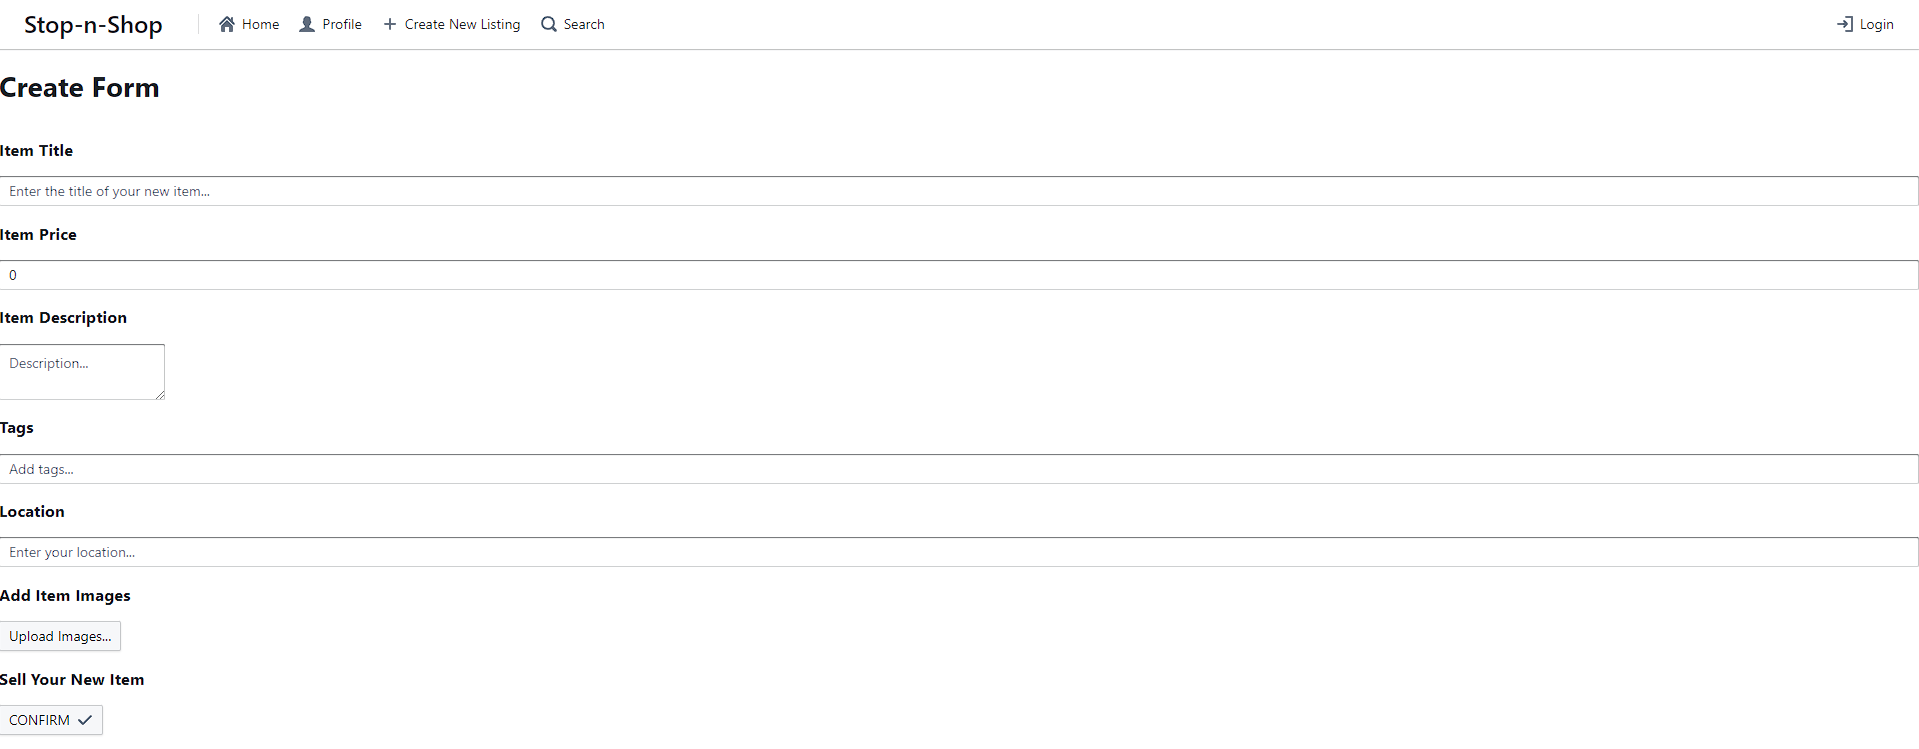 Stop-n-Shop Home Profile Create New Listing Search Login
Create Form
Item Title
Enter the title of your new item...
Item Price
0
Item Description
Description...
Tags
Add tags...
Location
Enter your location...
Add Item Images
Upload Images...
Sell Your New Item
CONFIRM